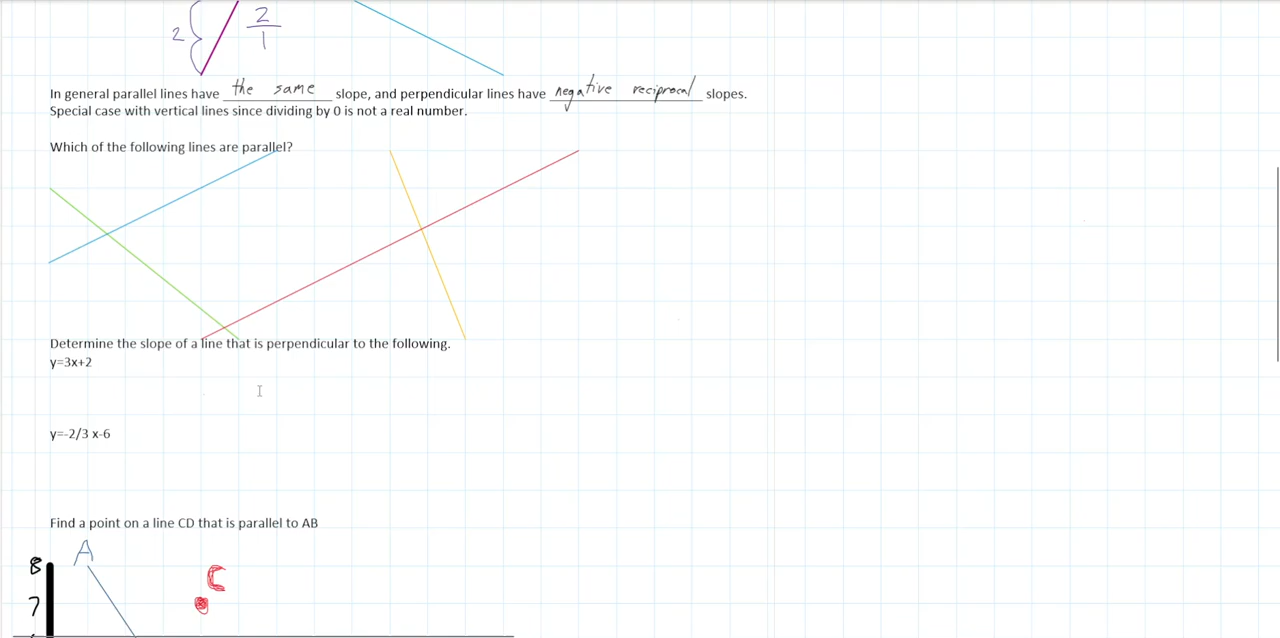 2
2
1
In general parallel lines have the same slope, and perpendicular lines have negative reciprocal slopes.
Special case with vertical lines since dividing by 0 is not a real number.
Which of the following lines are parallel?
Determine the slope of a line that is perpendicular to the following.
y=3x+2
y=-2/3 x-6
Find a point on a line CD that is parallel to AB
A
8
C
7